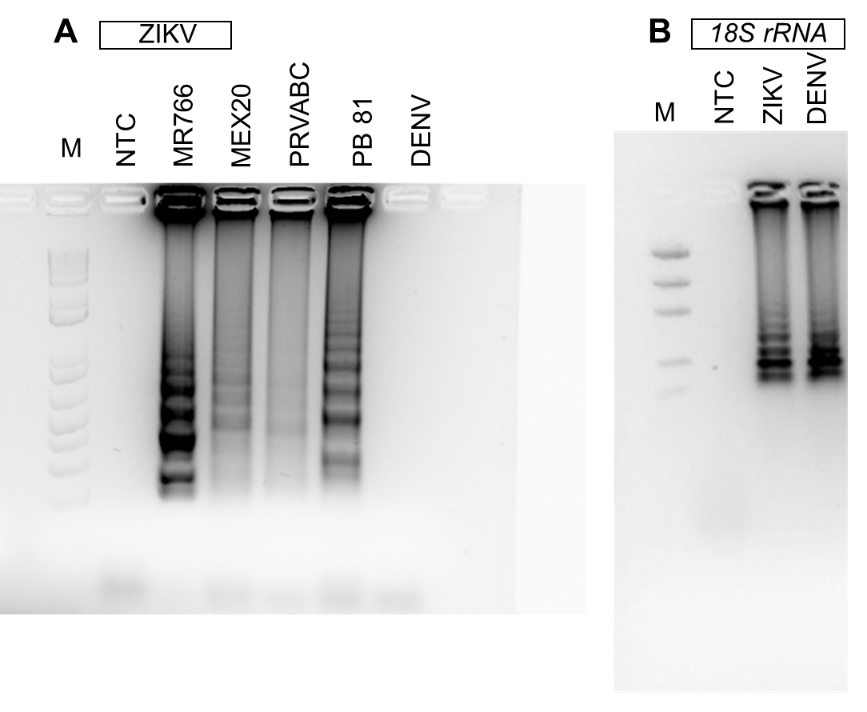 A ZIKV
M NTC MR766 MEX20 PRVABC PB 81 DENV
B 18S rRNA
M NTC ZIKV DENV